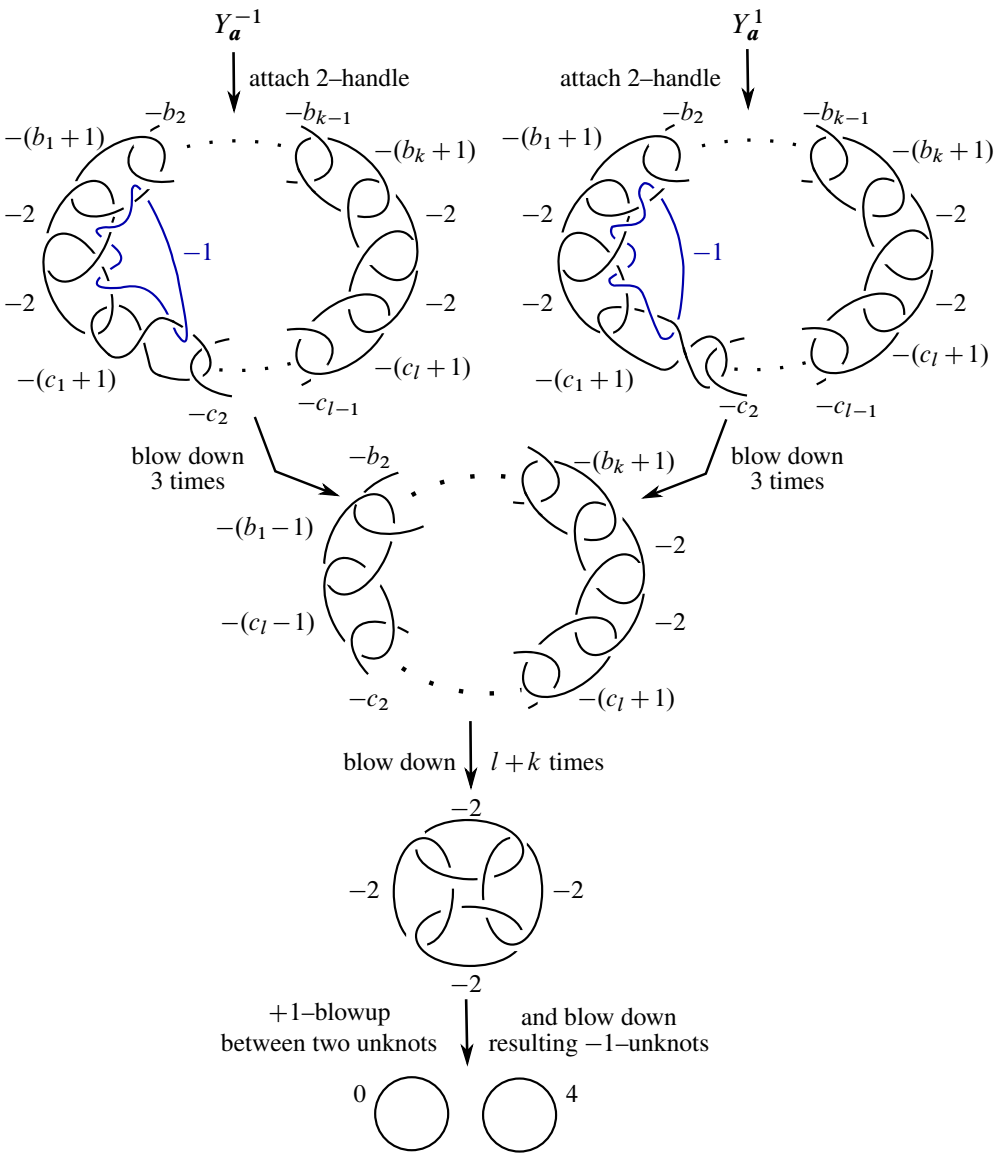 Y_a^{-1}
Y_a^1
attach 2–handle
attach 2–handle
−b_2
−b_{k−1}
−(b_1 + 1)
−(b_k + 1)
−2
−2
−1
−2
−2
−(c_1 + 1)
−(c_l + 1)
−c_2
−c_{l−1}
−b_2
−b_{k−1}
−(b_1 + 1)
−(b_k + 1)
−2
−2
−1
−2
−2
−(c_1 + 1)
−(c_l + 1)
−c_2
−c_{l−1}
blow down
3 times
blow down
3 times
−b_2
−(b_k + 1)
−(b_1 − 1)
−2
−(c_l − 1)
−2
−c_2
−(c_l + 1)
blow down l + k times
−2
−2
−2
−2
+1–blowup
between two unknots
and blow down
resulting −1–unknots
0
4